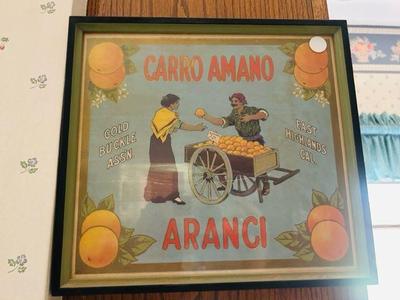 CARRO AMANO
GOLD
BUCKLE
ASSN.
EAST
HIGHLANDS
CAL.
ARANCI